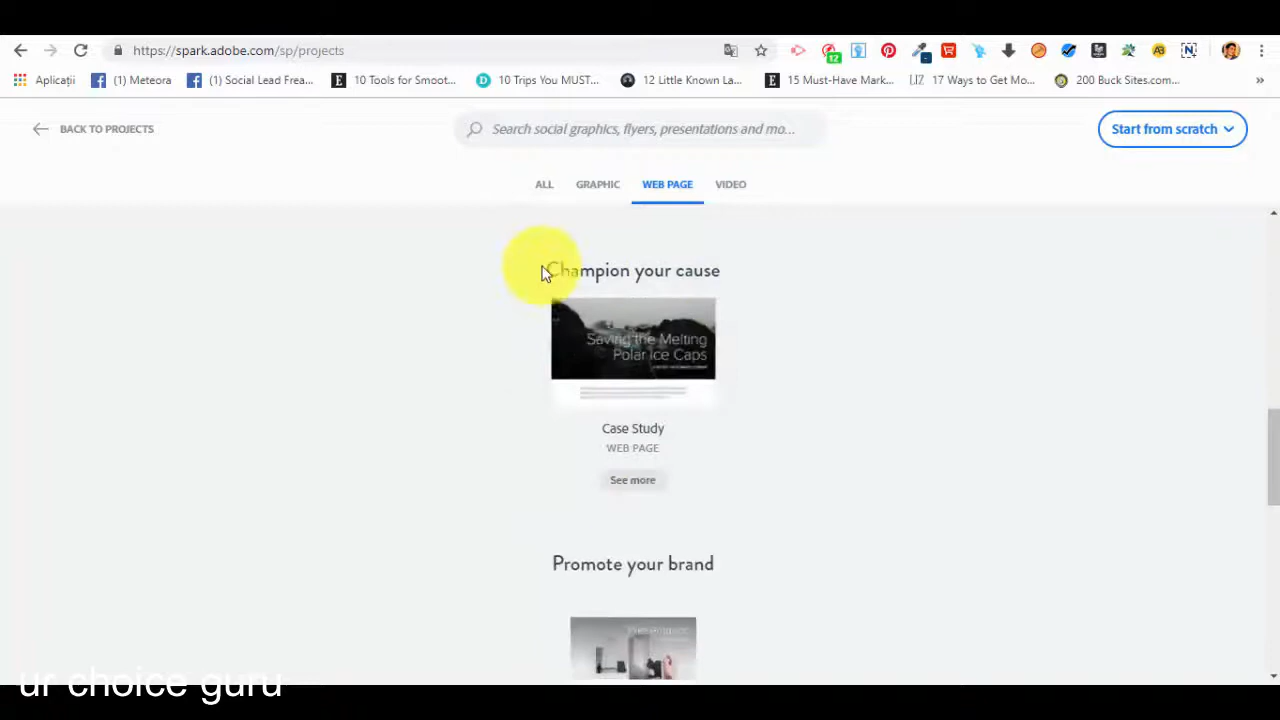 https://spark.adobe.com/sp/projects
12
Aplicații
(1) Meteora
(1) Social Lead Frea...
10 Tools for Smoot...
10 Trips You MUST...
12 Little Known La...
15 Must-Have Mark...
17 Ways to Get Mo...
200 Buck Sites.com...
»
BACK TO PROJECTS
Search social graphics, flyers, presentations and mo...
Start from scratch
ALL
GRAPHIC
WEB PAGE
VIDEO
Champion your cause
Saving the Melting
Polar Ice Caps
Case Study
WEB PAGE
See more
Promote your brand
ur choice guru